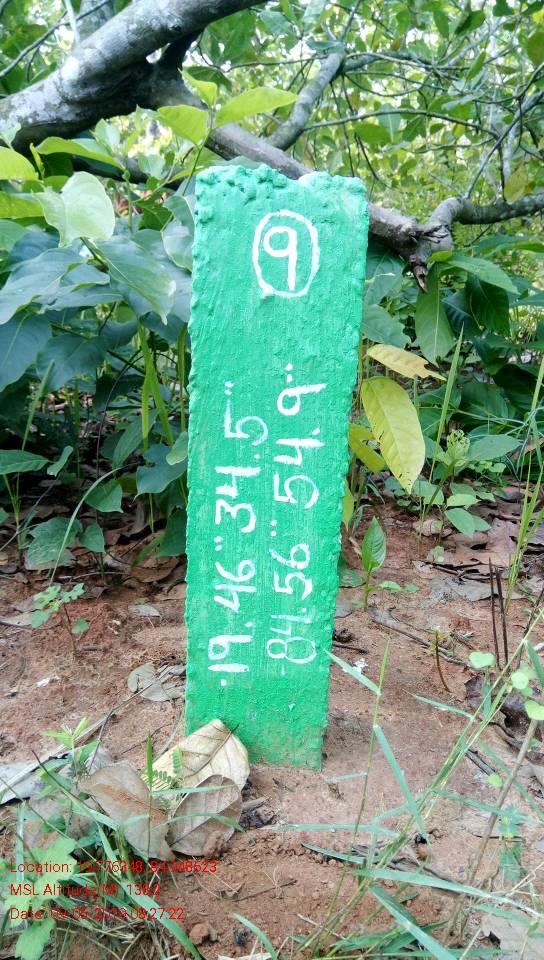 9
19.46"34.5"
84.56"54.9"
Location:
MSL Altitude(M):
Date: